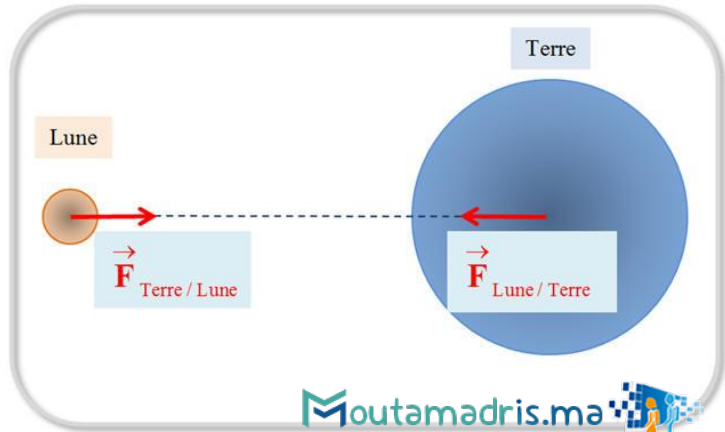 Terre
Lune
F Terre / Lune
F Lune / Terre
Moutamadris.ma